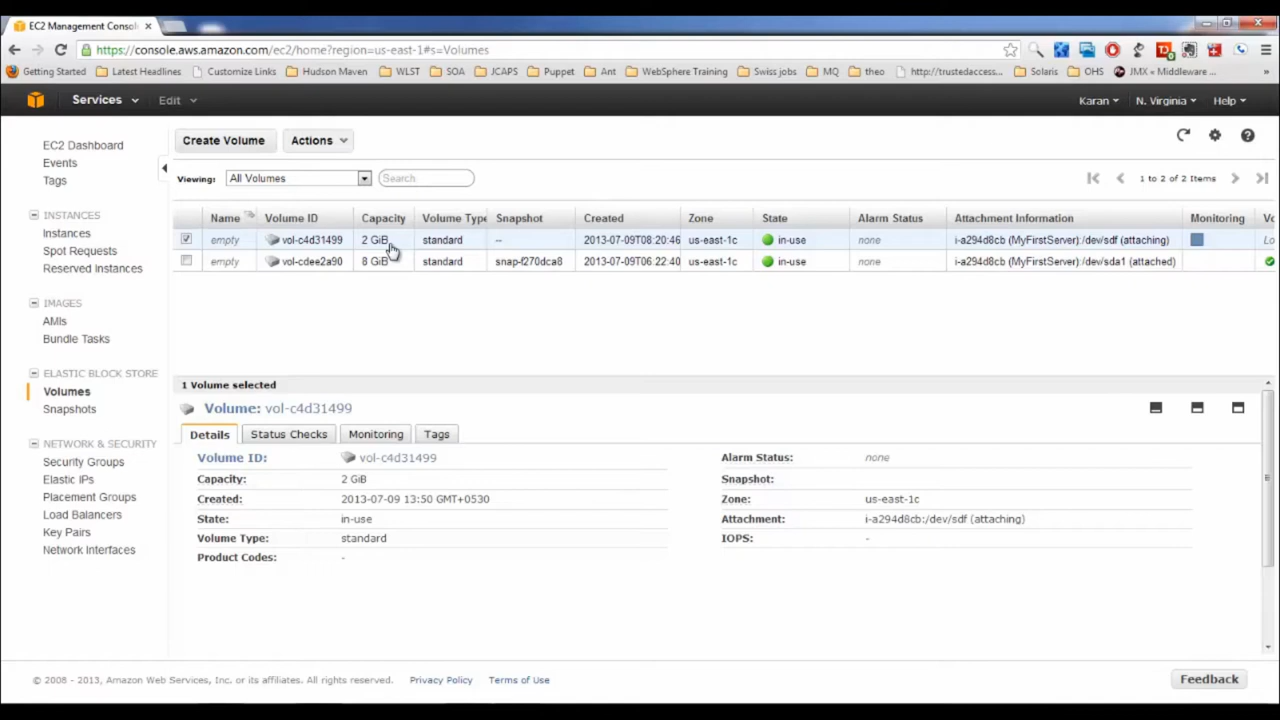 EC2 Management Consol
https://console.aws.amazon.com/ec2/home?region=us-east-1#s=Volumes
Getting Started Latest Headlines Customize Links Hudson Maven WLST SOA JCAPS Puppet Ant WebSphere Training Swiss jobs MQ theo http://trustedaccess... Solaris OHS JMX « Middleware ... »
Services Edit Karan N. Virginia Help
Create Volume Actions
Viewing: All Volumes Search 1 to 2 of 2 Items
Name Volume ID Capacity Volume Type Snapshot Created Zone State Alarm Status Attachment Information Monitoring Vo
empty vol-c4d31499 2 GiB standard -- 2013-07-09T08:20:46 us-east-1c in-use none i-a294d8cb (MyFirstServer):/dev/sdf (attaching) Lo
empty vol-cdee2a90 8 GiB standard snap-f270dca8 2013-07-09T06:22:40 us-east-1c in-use none i-a294d8cb (MyFirstServer):/dev/sda1 (attached)
EC2 Dashboard
Events
Tags
INSTANCES
Instances
Spot Requests
Reserved Instances
IMAGES
AMIs
Bundle Tasks
ELASTIC BLOCK STORE
Volumes
Snapshots
NETWORK & SECURITY
Security Groups
Elastic IPs
Placement Groups
Load Balancers
Key Pairs
Network Interfaces
1 Volume selected
Volume: vol-c4d31499
Details Status Checks Monitoring Tags
Volume ID: vol-c4d31499 Alarm Status: none
Capacity: 2 GiB Snapshot:
Created: 2013-07-09 13:50 GMT+0530 Zone: us-east-1c
State: in-use Attachment: i-a294d8cb:/dev/sdf (attaching)
Volume Type: standard IOPS: -
Product Codes: -
© 2008 - 2013, Amazon Web Services, Inc. or its affiliates. All rights reserved. Privacy Policy Terms of Use Feedback